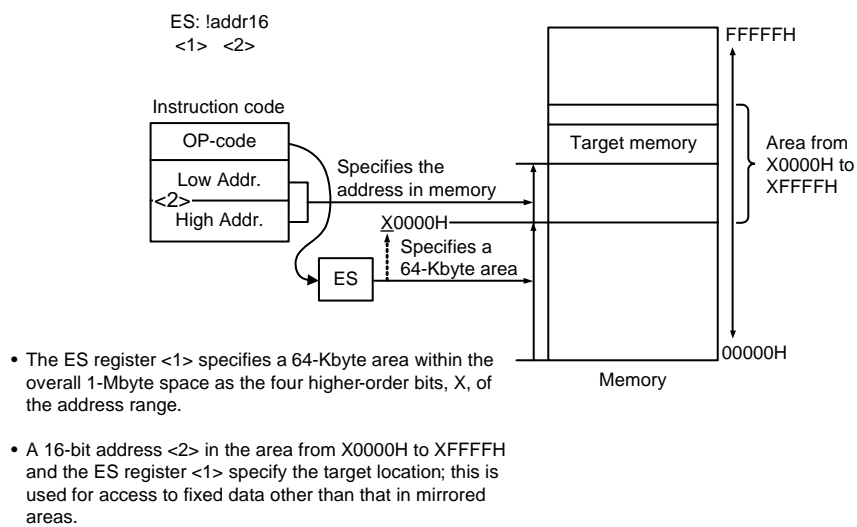 ES: !addr16
<1> <2>
FFFFFH
Instruction code
OP-code
Low Addr.
<2>
High Addr.
Specifies the
address in memory
X0000H
Specifies a
64-Kbyte area
ES
Target memory
Area from
X0000H to
XFFFFH
00000H
Memory
• The ES register <1> specifies a 64-Kbyte area within the
overall 1-Mbyte space as the four higher-order bits, X, of
the address range.
• A 16-bit address <2> in the area from X0000H to XFFFFH
and the ES register <1> specify the target location; this is
used for access to fixed data other than that in mirrored
areas.